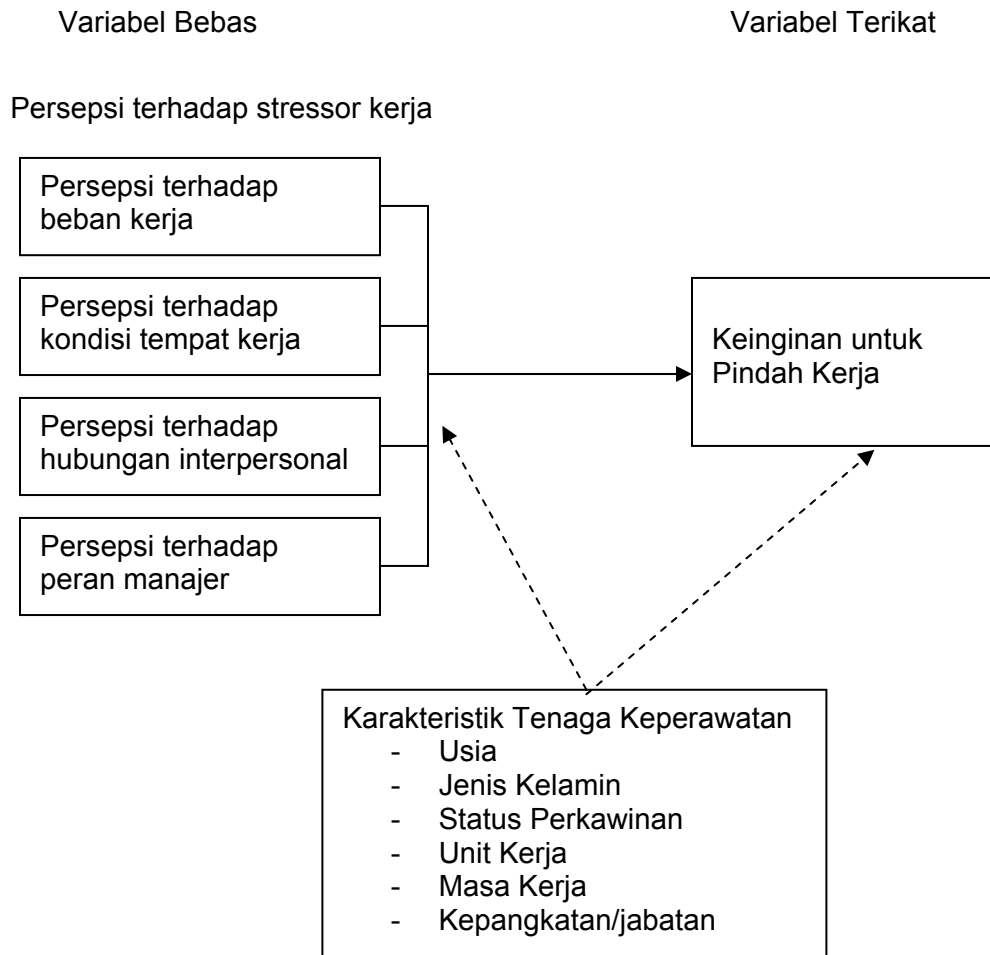 Variabel Bebas
Variabel Terikat
Persepsi terhadap stressor kerja
Persepsi terhadap
beban kerja
Persepsi terhadap
kondisi tempat kerja
Persepsi terhadap
hubungan interpersonal
Persepsi terhadap
peran manajer
Keinginan untuk
Pindah Kerja
Karakteristik Tenaga Keperawatan
- Usia
- Jenis Kelamin
- Status Perkawinan
- Unit Kerja
- Masa Kerja
- Kepangkatan/jabatan